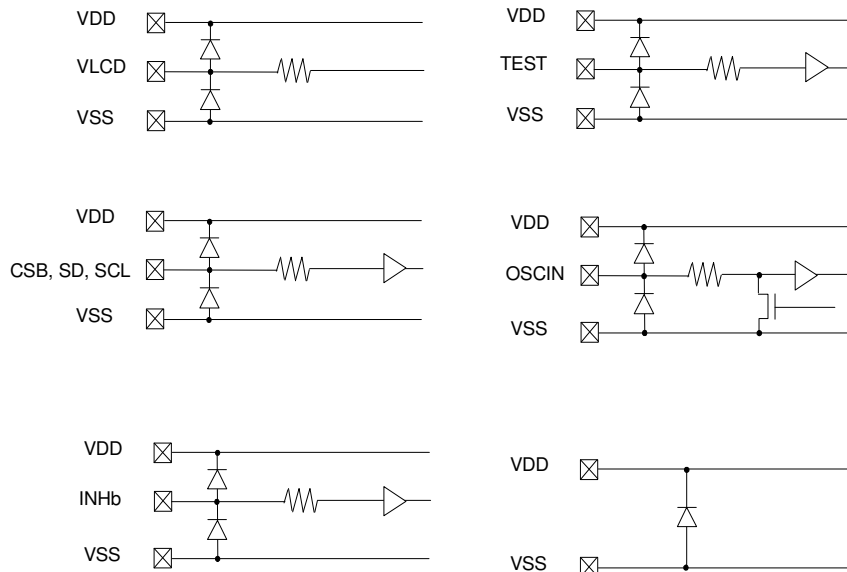 VDD
VLCD
VSS
VDD
TEST
VSS
VDD
CSB, SD, SCL
VSS
VDD
OSCIN
VSS
VDD
INHb
VSS
VDD
VSS